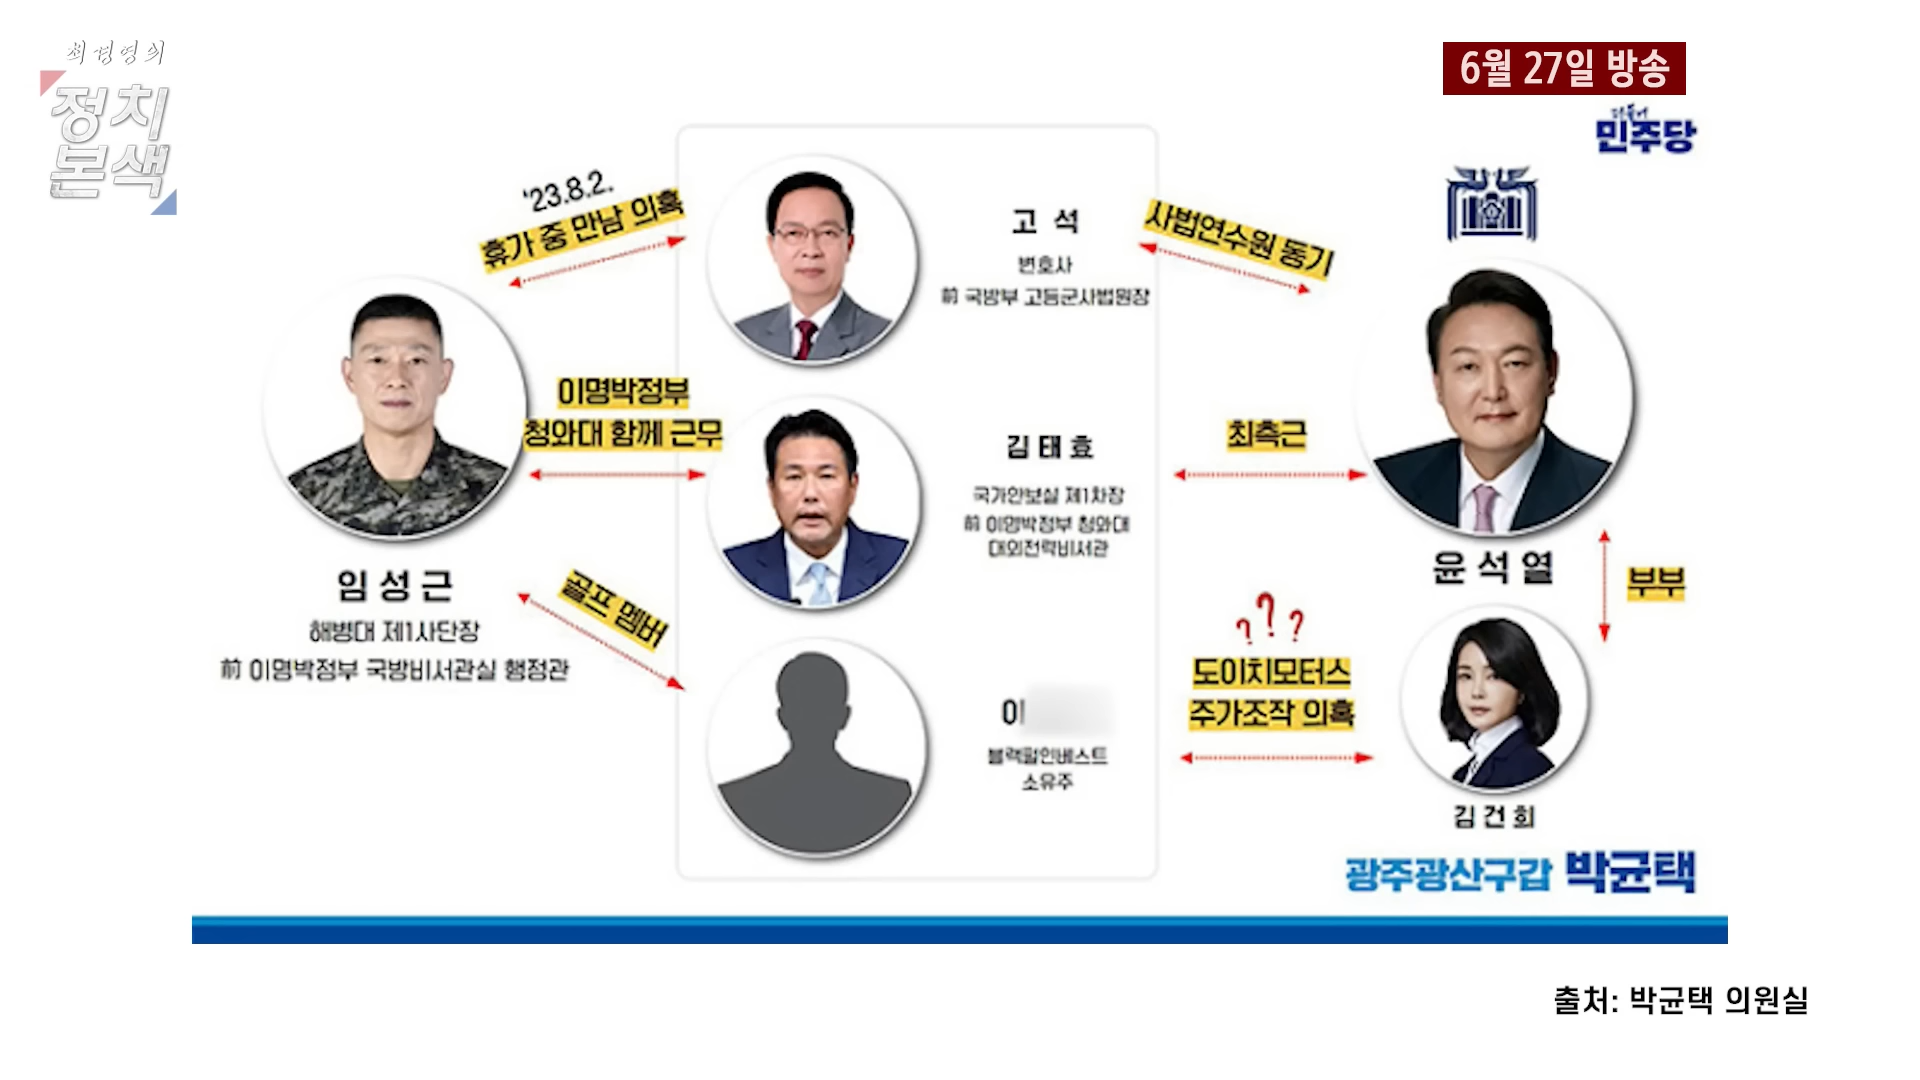 최경영의
정치
본색
6월 27일 방송
더불어
민주당
'23.8.2.
휴가 중 만남 의혹
고석
변호사
前 국방부 고등군사법원장
사법연수원 동기
이명박정부
청와대 함께 근무
김태효
국가안보실 제1차장
前 이명박정부 청와대
대외전략비서관
최측근
임성근
해병대 제1사단장
前 이명박정부 국방비서관실 행정관
골프 멤버
이
블랙펄인베스트
소유주
???
도이치모터스
주가조작 의혹
윤석열
부부
김건희
광주광산구갑 박균택
출처: 박균택 의원실